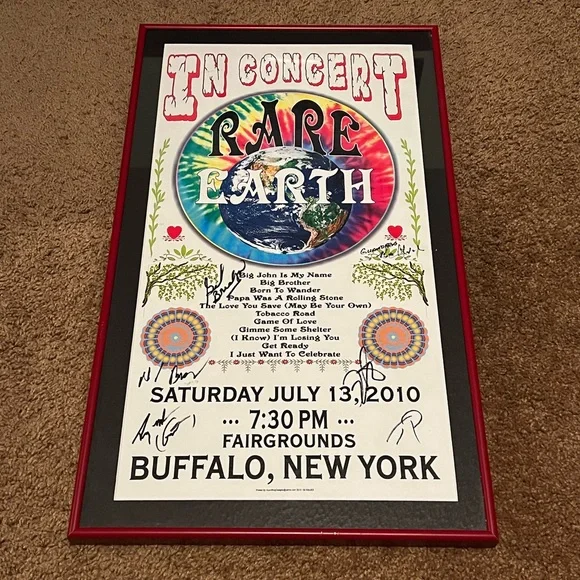 IN CONCERT
RARE
EARTH
Big John Is My Name
Big Brother
Born To Wander
Papa Was A Rolling Stone
The Love You Save (May Be Your Own)
Tobacco Road
Game Of Love
Gimme Some Shelter
(I Know) I'm Losing You
Get Ready
I Just Want To Celebrate
SATURDAY JULY 13, 2010
··· 7:30 PM ···
FAIRGROUNDS
BUFFALO, NEW YORK